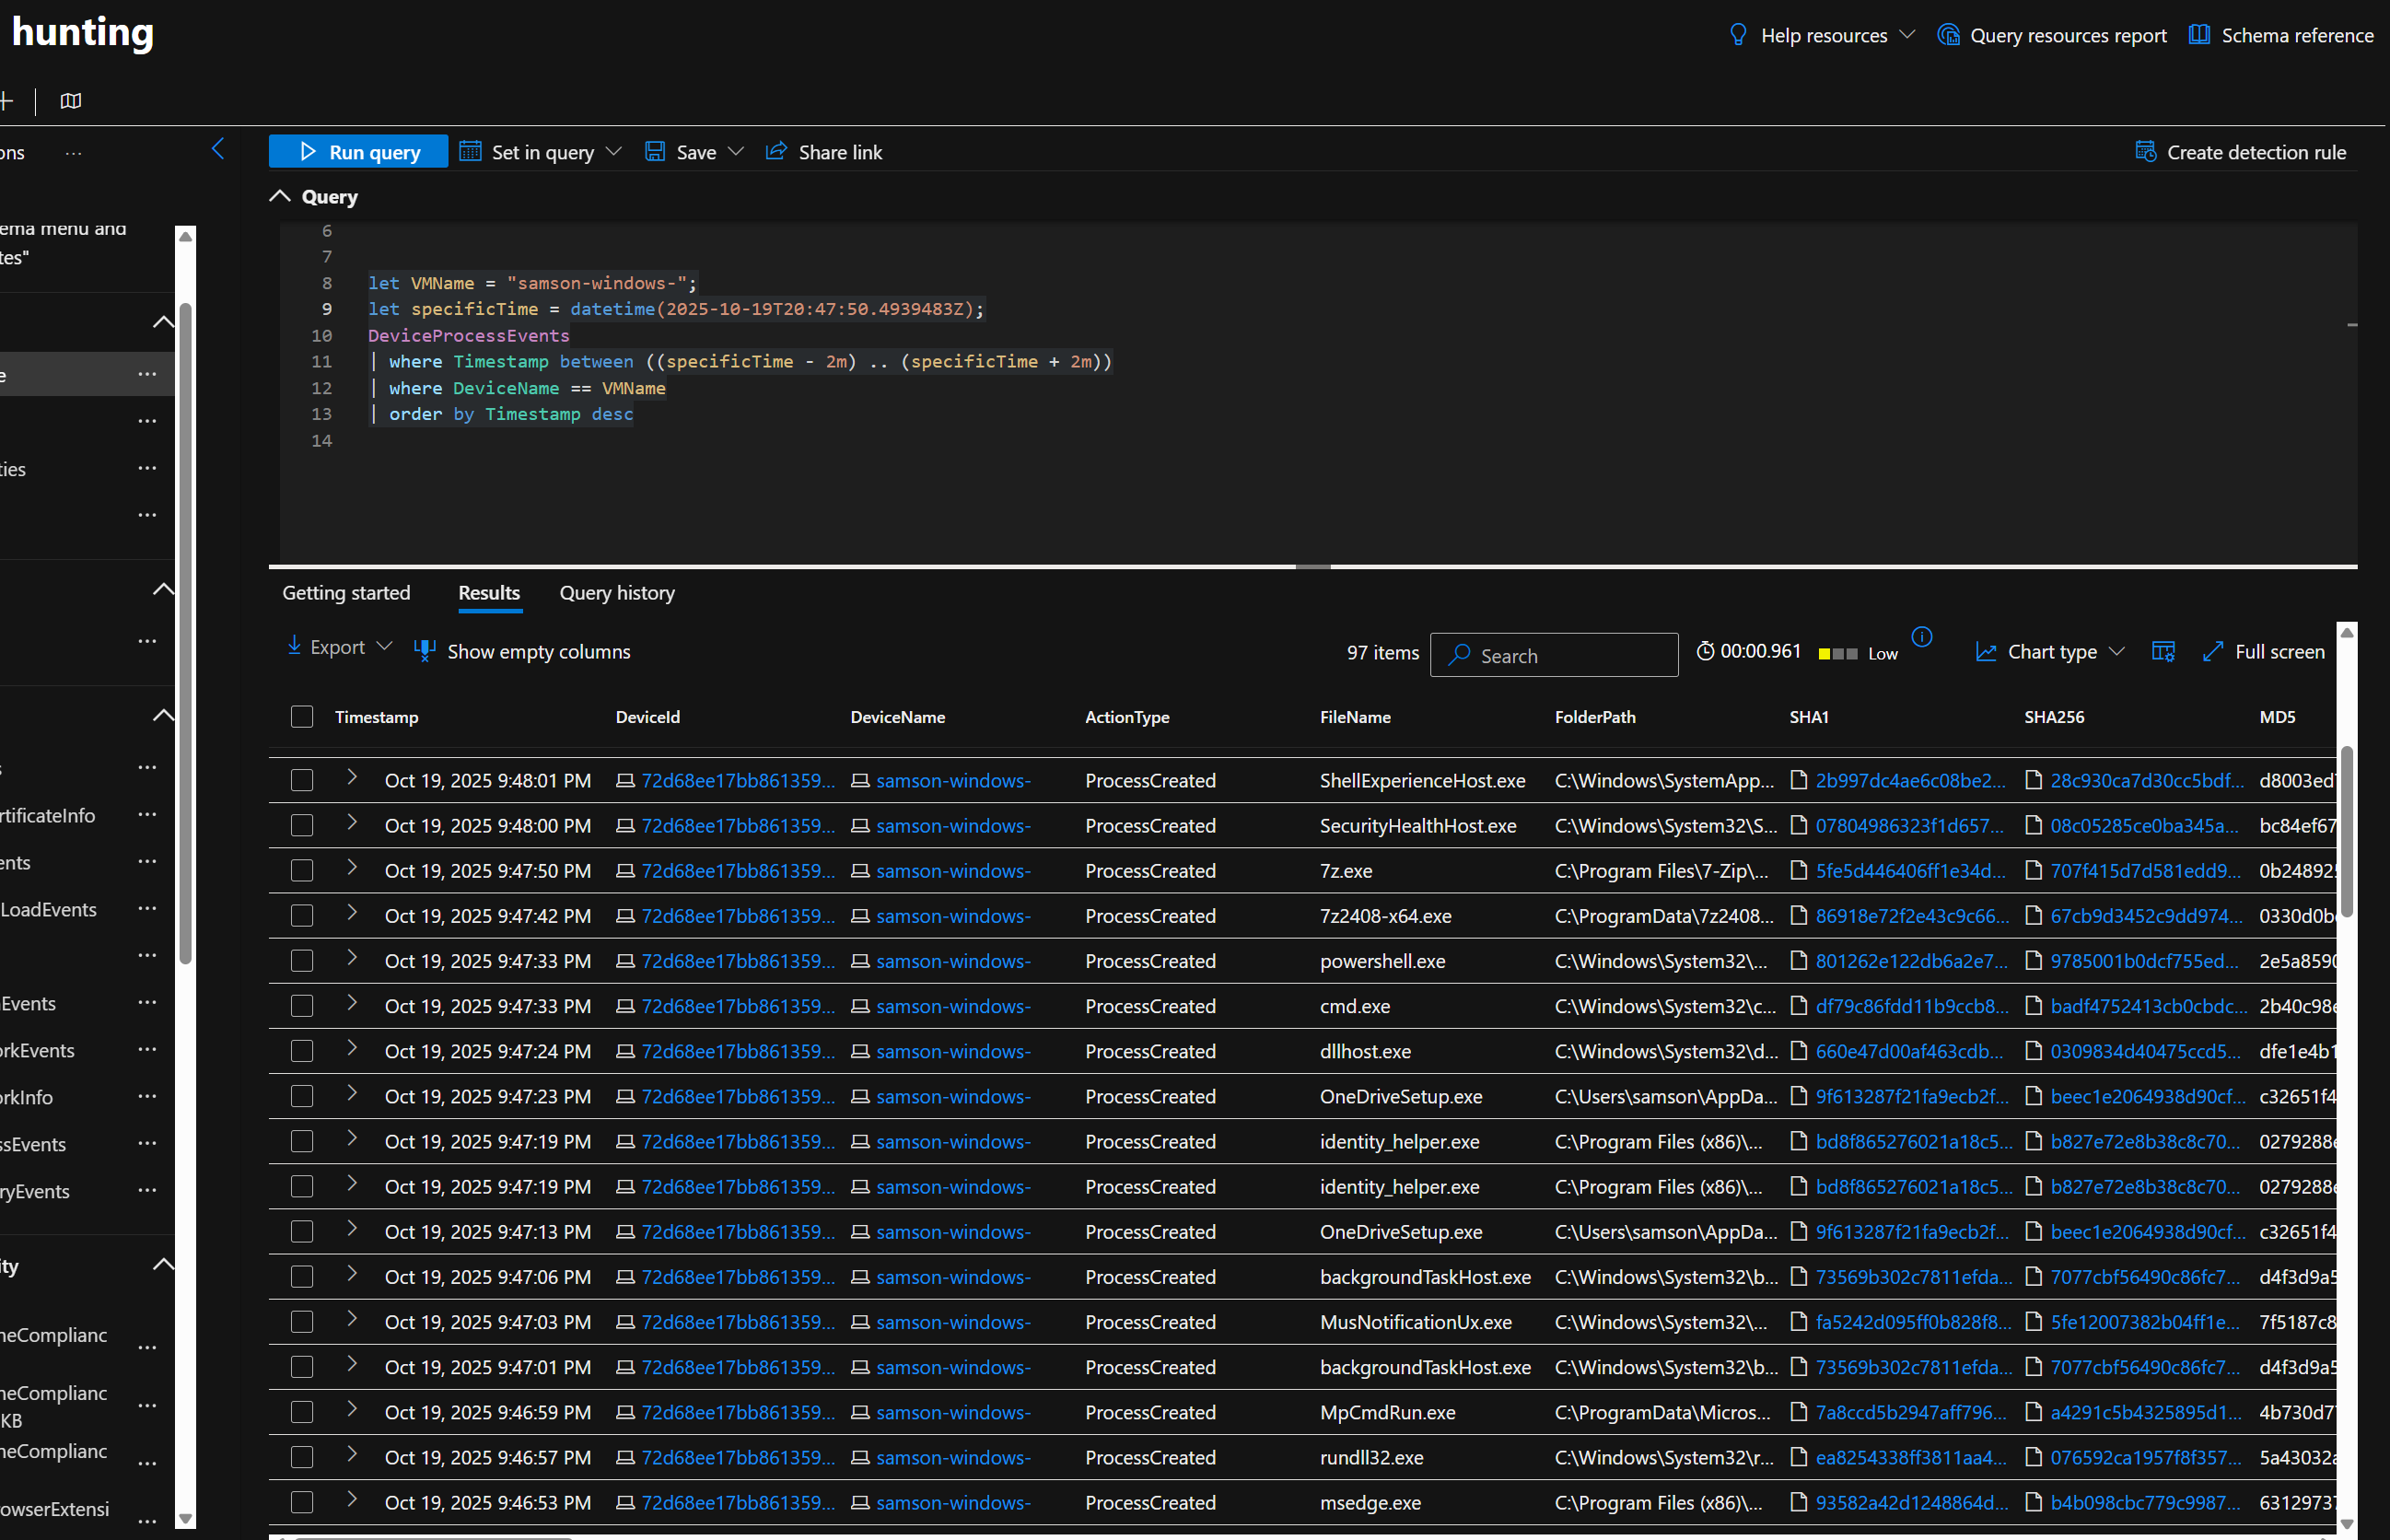 hunting
Help resources
Query resources report
Schema reference
ons ...
Run query
Set in query
Save
Share link
Create detection rule
Query
ema menu and
tes"
6
7
8 let VMName = "samson-windows-";
9 let specificTime = datetime(2025-10-19T20:47:50.4939483Z);
10 DeviceProcessEvents
11 | where Timestamp between ((specificTime - 2m) .. (specificTime + 2m))
12 | where DeviceName == VMName
13 | order by Timestamp desc
14
e ...
...
ties ...
...
...
s ...
rtificateInfo ...
ents ...
LoadEvents ...
...
Events ...
orkEvents ...
orkInfo ...
ssEvents ...
ryEvents ...
ity
neComplianc ...
neComplianc
KB ...
neComplianc ...
owserExtensi ...
Getting started
Results
Query history
Export
Show empty columns
97 items
Search
00:00.961
Low
Chart type
Full screen
Timestamp DeviceId DeviceName ActionType FileName FolderPath SHA1 SHA256 MD5
Oct 19, 2025 9:48:01 PM 72d68ee17bb861359... samson-windows- ProcessCreated ShellExperienceHost.exe C:\Windows\SystemApp... 2b997dc4ae6c08be2... 28c930ca7d30cc5bdf... d8003ed
Oct 19, 2025 9:48:00 PM 72d68ee17bb861359... samson-windows- ProcessCreated SecurityHealthHost.exe C:\Windows\System32\S... 07804986323f1d657... 08c05285ce0ba345a... bc84ef67
Oct 19, 2025 9:47:50 PM 72d68ee17bb861359... samson-windows- ProcessCreated 7z.exe C:\Program Files\7-Zip\... 5fe5d446406ff1e34d... 707f415d7d581edd9... 0b24892
Oct 19, 2025 9:47:42 PM 72d68ee17bb861359... samson-windows- ProcessCreated 7z2408-x64.exe C:\ProgramData\7z2408... 86918e72f2e43c9c66... 67cb9d3452c9dd974... 0330d0b
Oct 19, 2025 9:47:33 PM 72d68ee17bb861359... samson-windows- ProcessCreated powershell.exe C:\Windows\System32\... 801262e122db6a2e7... 9785001b0dcf755ed... 2e5a8590
Oct 19, 2025 9:47:33 PM 72d68ee17bb861359... samson-windows- ProcessCreated cmd.exe C:\Windows\System32\c... df79c86fdd11b9ccb8... badf4752413cb0cbdc... 2b40c98
Oct 19, 2025 9:47:24 PM 72d68ee17bb861359... samson-windows- ProcessCreated dllhost.exe C:\Windows\System32\d... 660e47d00af463cdb... 0309834d40475ccd5... dfe1e4b1
Oct 19, 2025 9:47:23 PM 72d68ee17bb861359... samson-windows- ProcessCreated OneDriveSetup.exe C:\Users\samson\AppDa... 9f613287f21fa9ecb2f... beec1e2064938d90cf... c32651f4
Oct 19, 2025 9:47:19 PM 72d68ee17bb861359... samson-windows- ProcessCreated identity_helper.exe C:\Program Files (x86)\... bd8f865276021a18c5... b827e72e8b38c8c70... 0279288
Oct 19, 2025 9:47:19 PM 72d68ee17bb861359... samson-windows- ProcessCreated identity_helper.exe C:\Program Files (x86)\... bd8f865276021a18c5... b827e72e8b38c8c70... 0279288
Oct 19, 2025 9:47:13 PM 72d68ee17bb861359... samson-windows- ProcessCreated OneDriveSetup.exe C:\Users\samson\AppDa... 9f613287f21fa9ecb2f... beec1e2064938d90cf... c32651f4
Oct 19, 2025 9:47:06 PM 72d68ee17bb861359... samson-windows- ProcessCreated backgroundTaskHost.exe C:\Windows\System32\b... 73569b302c7811efda... 7077cbf56490c86fc7... d4f3d9a5
Oct 19, 2025 9:47:03 PM 72d68ee17bb861359... samson-windows- ProcessCreated MusNotificationUx.exe C:\Windows\System32\... fa5242d095ff0b828f8... 5fe12007382b04ff1e... 7f5187c8
Oct 19, 2025 9:47:01 PM 72d68ee17bb861359... samson-windows- ProcessCreated backgroundTaskHost.exe C:\Windows\System32\b... 73569b302c7811efda... 7077cbf56490c86fc7... d4f3d9a5
Oct 19, 2025 9:46:59 PM 72d68ee17bb861359... samson-windows- ProcessCreated MpCmdRun.exe C:\ProgramData\Micros... 7a8ccd5b2947aff796... a4291c5b4325895d1... 4b730d7
Oct 19, 2025 9:46:57 PM 72d68ee17bb861359... samson-windows- ProcessCreated rundll32.exe C:\Windows\System32\r... ea8254338ff3811aa4... 076592ca1957f8f357... 5a43032
Oct 19, 2025 9:46:53 PM 72d68ee17bb861359... samson-windows- ProcessCreated msedge.exe C:\Program Files (x86)\... 93582a42d1248864d... b4b098cbc779c9987... 6312973